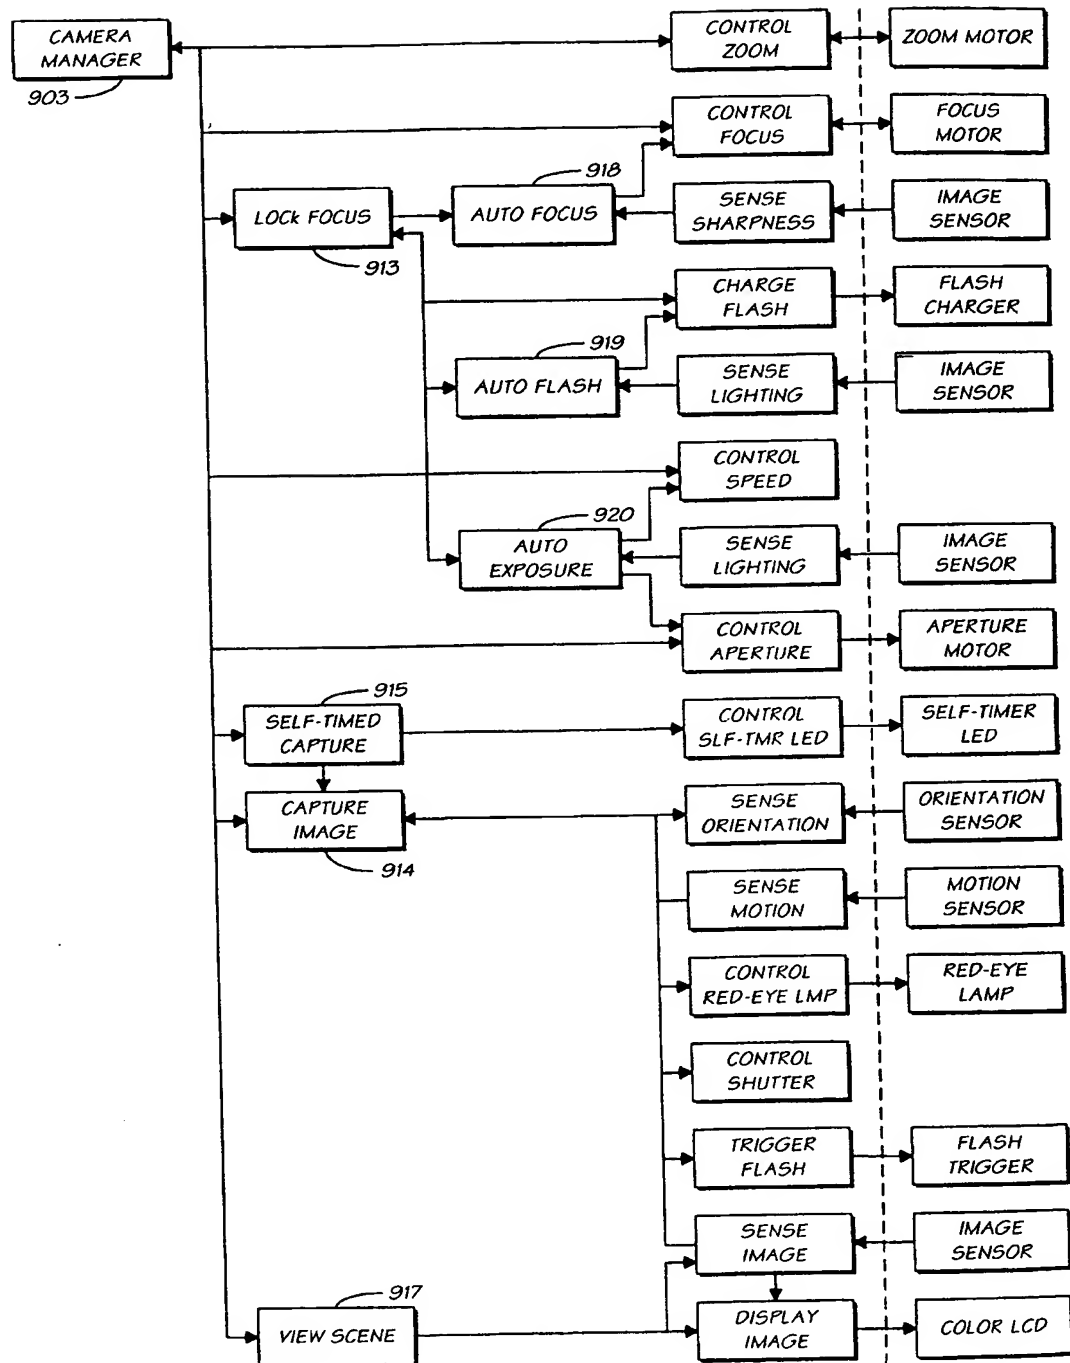 CAMERA
MANAGER
903
CONTROL
ZOOM
ZOOM MOTOR
CONTROL
FOCUS
FOCUS
MOTOR
918
LOCK FOCUS
913
AUTO FOCUS
SENSE
SHARPNESS
IMAGE
SENSOR
CHARGE
FLASH
FLASH
CHARGER
919
AUTO FLASH
SENSE
LIGHTING
IMAGE
SENSOR
CONTROL
SPEED
920
AUTO
EXPOSURE
SENSE
LIGHTING
IMAGE
SENSOR
CONTROL
APERTURE
APERTURE
MOTOR
915
SELF-TIMED
CAPTURE
CONTROL
SLF-TMR LED
SELF-TIMER
LED
CAPTURE
IMAGE
914
SENSE
ORIENTATION
ORIENTATION
SENSOR
SENSE
MOTION
MOTION
SENSOR
CONTROL
RED-EYE LMP
RED-EYE
LAMP
CONTROL
SHUTTER
TRIGGER
FLASH
FLASH
TRIGGER
SENSE
IMAGE
IMAGE
SENSOR
917
VIEW SCENE
DISPLAY
IMAGE
COLOR LCD